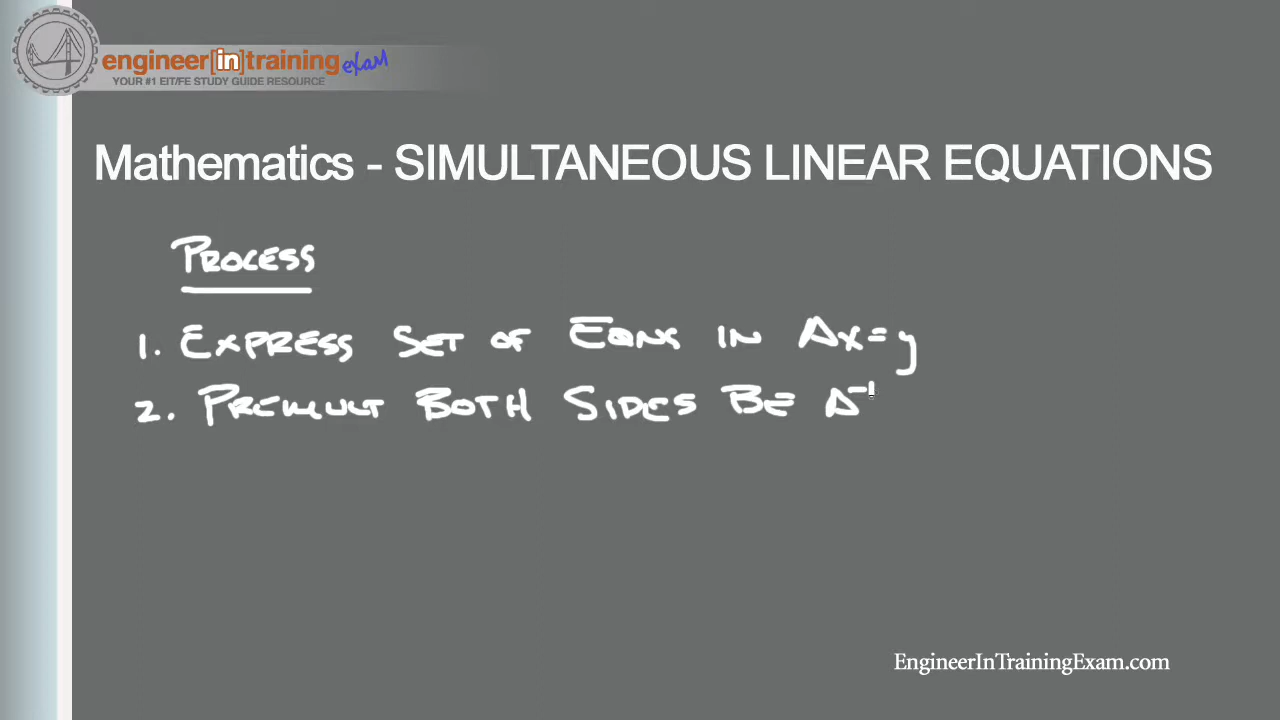 engineer[in]training exam
YOUR #1 EIT/FE STUDY GUIDE RESOURCE
Mathematics - SIMULTANEOUS LINEAR EQUATIONS
PROCESS
1. EXPRESS SET OF EQNS IN Ax=y
2. PREMULT BOTH SIDES BE A⁻¹
EngineerInTrainingExam.com